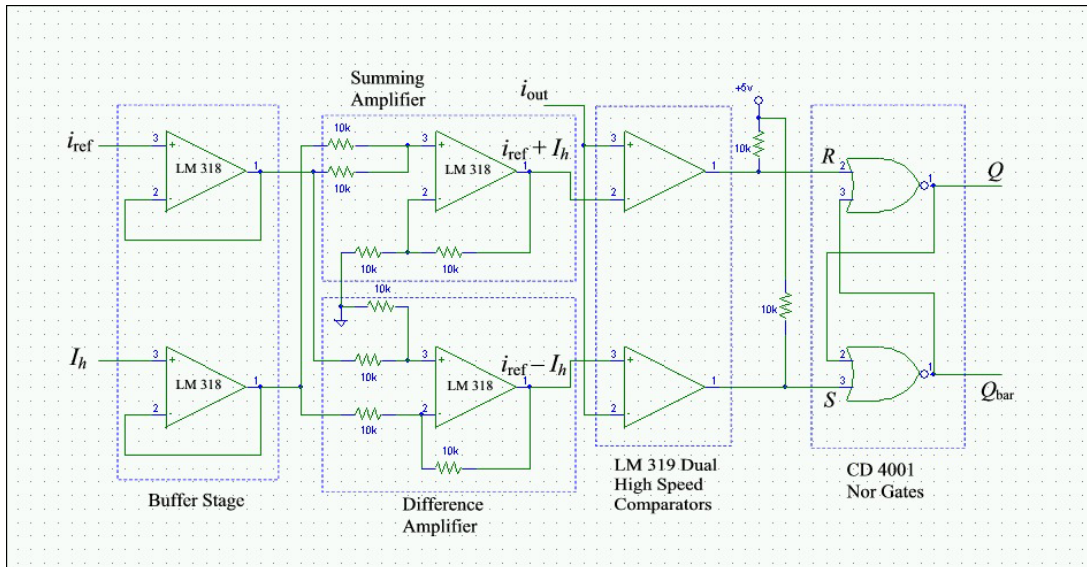 Summing
Amplifier
i_out
+5v
i_ref
3
+
LM 318
1
2
-
10k
10k
3
+
LM 318
1
2
-
i_ref + I_h
3
+
1
2
-
10k
R
2
3
1
Q
10k
10k
10k
10k
I_h
3
+
LM 318
1
2
-
10k
10k
3
+
LM 318
1
2
-
10k
i_ref − I_h
3
+
1
2
-
2
3
S
1
Q_bar
Buffer Stage
Difference
Amplifier
LM 319 Dual
High Speed
Comparators
CD 4001
Nor Gates